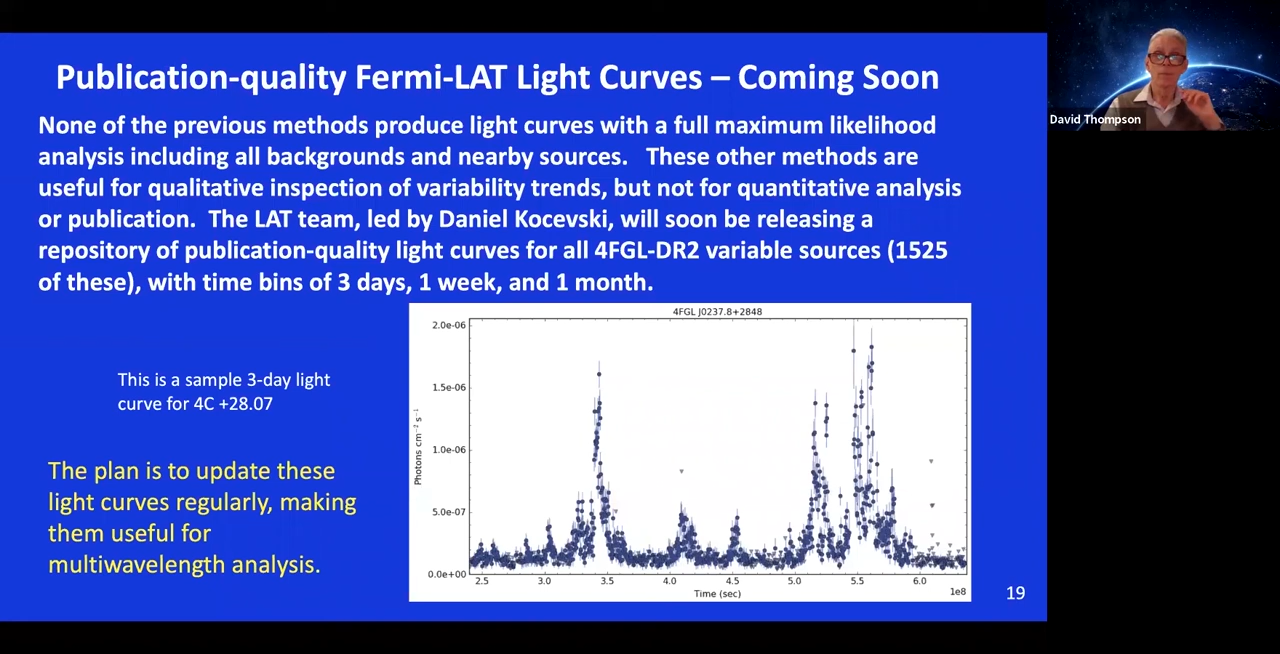 Publication-quality Fermi-LAT Light Curves – Coming Soon
None of the previous methods produce light curves with a full maximum likelihood
analysis including all backgrounds and nearby sources.   These other methods are
useful for qualitative inspection of variability trends, but not for quantitative analysis
or publication.  The LAT team, led by Daniel Kocevski, will soon be releasing a
repository of publication-quality light curves for all 4FGL-DR2 variable sources (1525
of these), with time bins of 3 days, 1 week, and 1 month.
This is a sample 3-day light
curve for 4C +28.07
The plan is to update these
light curves regularly, making
them useful for
multiwavelength analysis.
4FGL J0237.8+2848
2.0e-06
1.5e-06
1.0e-06
5.0e-07
0.0e+00
Photons cm⁻² s⁻¹
2.5 3.0 3.5 4.0 4.5 5.0 5.5 6.0
1e8
Time (sec)
19
David Thompson